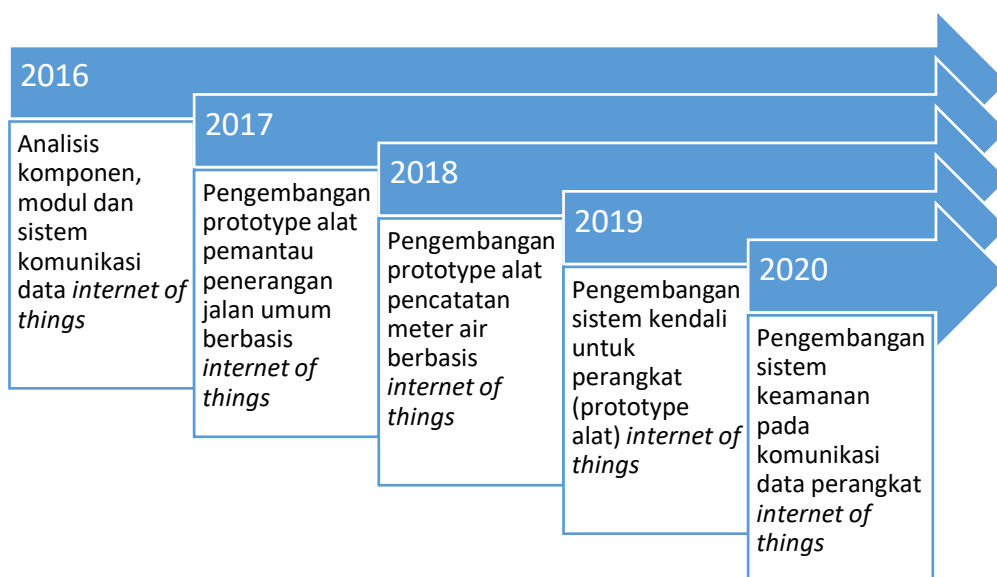 2016
Analisis
komponen,
modul dan
sistem
komunikasi
data internet of
things
2017
Pengembangan
prototype alat
pemantau
penerangan
jalan umum
berbasis
internet of
things
2018
Pengembangan
prototype alat
pencatatan
meter air
berbasis
internet of
things
2019
Pengembangan
sistem kendali
untuk
perangkat
(prototype
alat) internet of
things
2020
Pengembangan
sistem
keamanan
pada
komunikasi
data perangkat
internet of
things